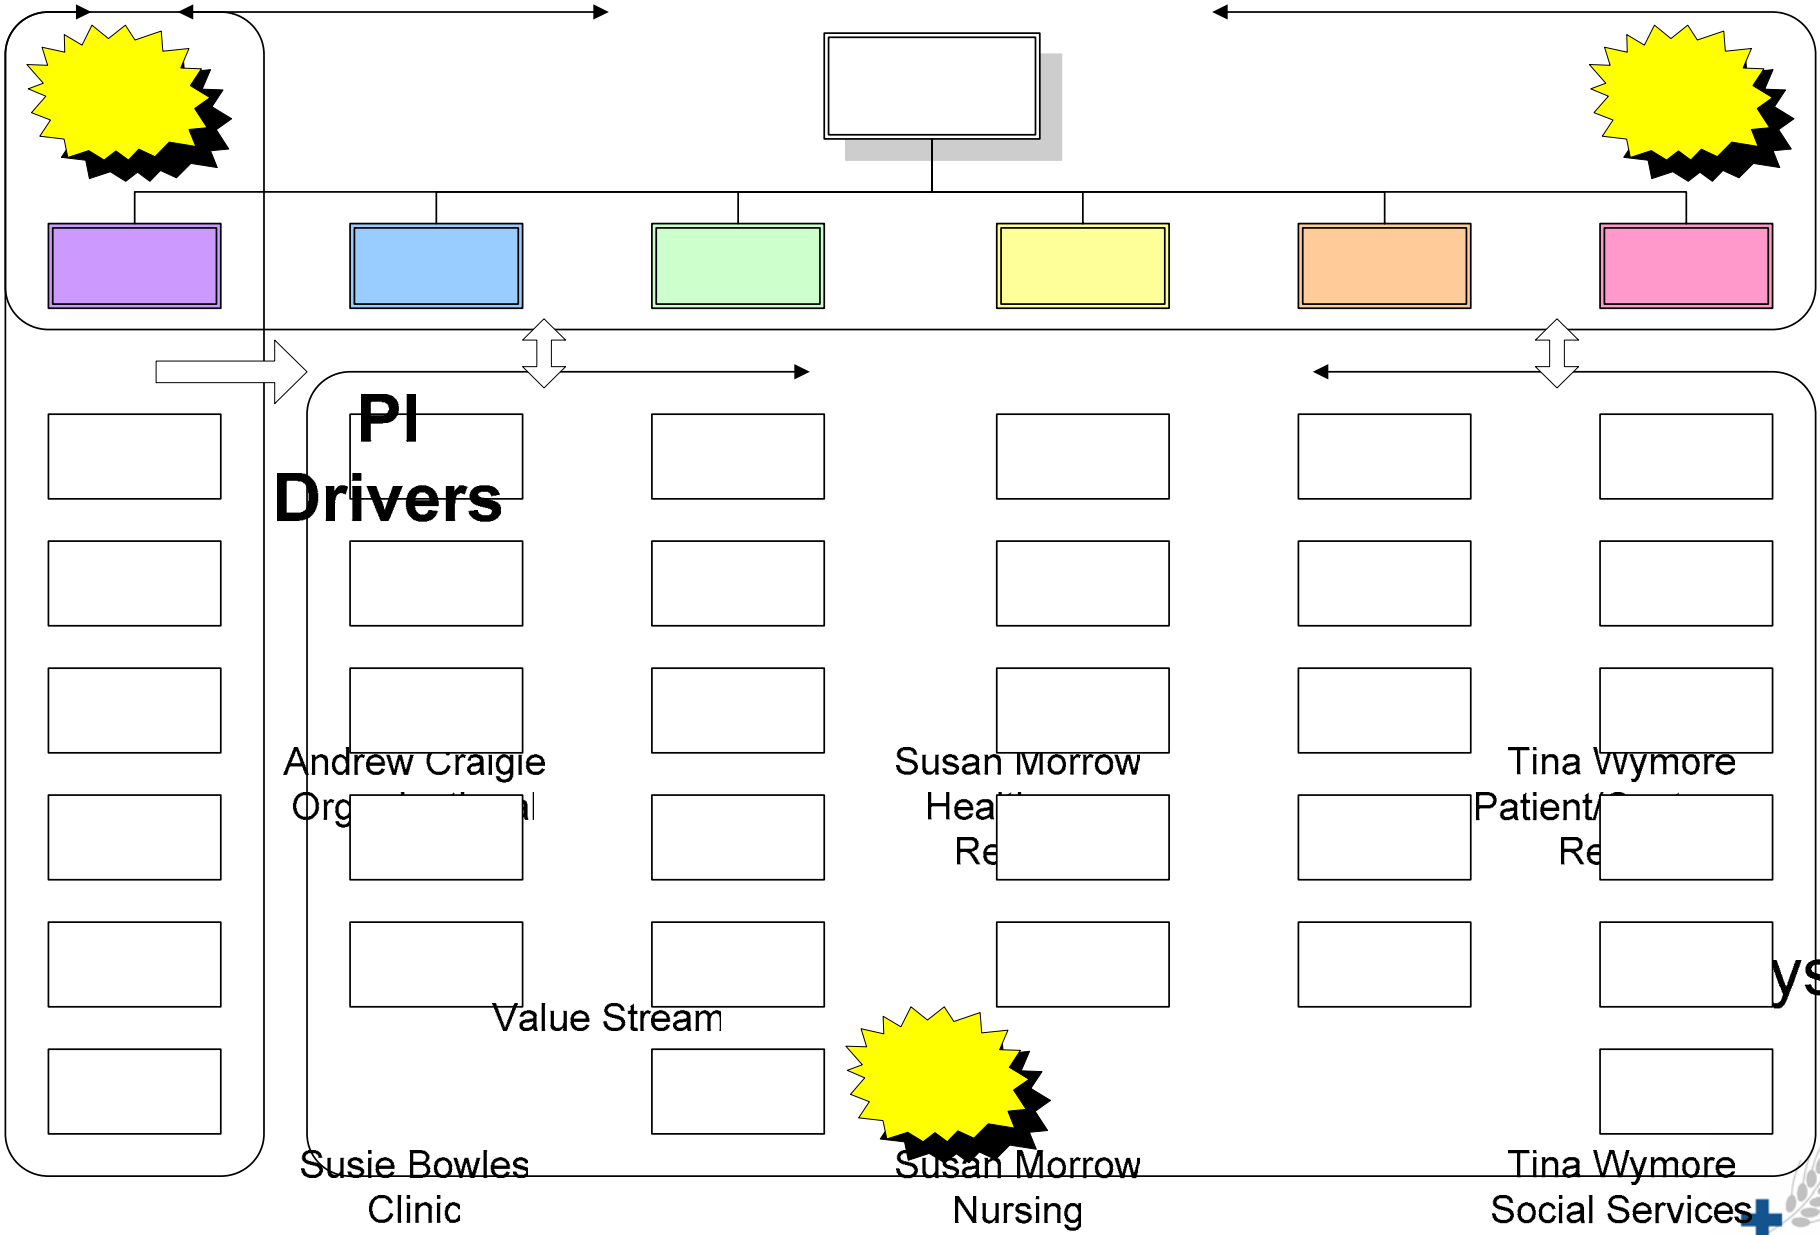 PI
Drivers
Andrew Craigie
Susan Morrow
Tina Wymore
Value Stream
Susie Bowles
Clinic
Susan Morrow
Nursing
Tina Wymore
Social Services